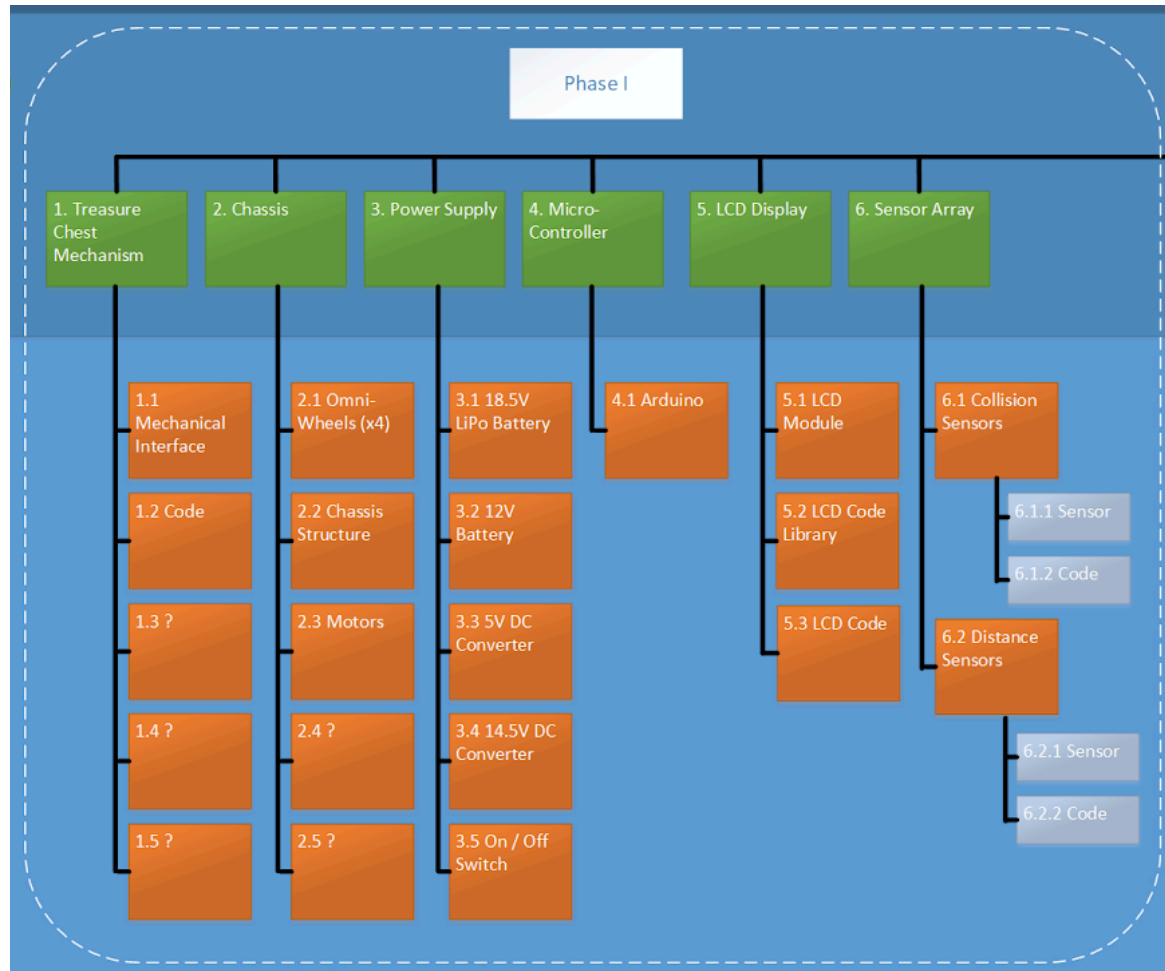 Phase I
1. Treasure
Chest
Mechanism
2. Chassis
3. Power Supply
4. Micro-
Controller
5. LCD Display
6. Sensor Array
1.1
Mechanical
Interface
1.2 Code
1.3 ?
1.4 ?
1.5 ?
2.1 Omni-
Wheels (x4)
2.2 Chassis
Structure
2.3 Motors
2.4 ?
2.5 ?
3.1 18.5V
LiPo Battery
3.2 12V
Battery
3.3 5V DC
Converter
3.4 14.5V DC
Converter
3.5 On / Off
Switch
4.1 Arduino
5.1 LCD
Module
5.2 LCD Code
Library
5.3 LCD Code
6.1 Collision
Sensors
6.1.1 Sensor
6.1.2 Code
6.2 Distance
Sensors
6.2.1 Sensor
6.2.2 Code